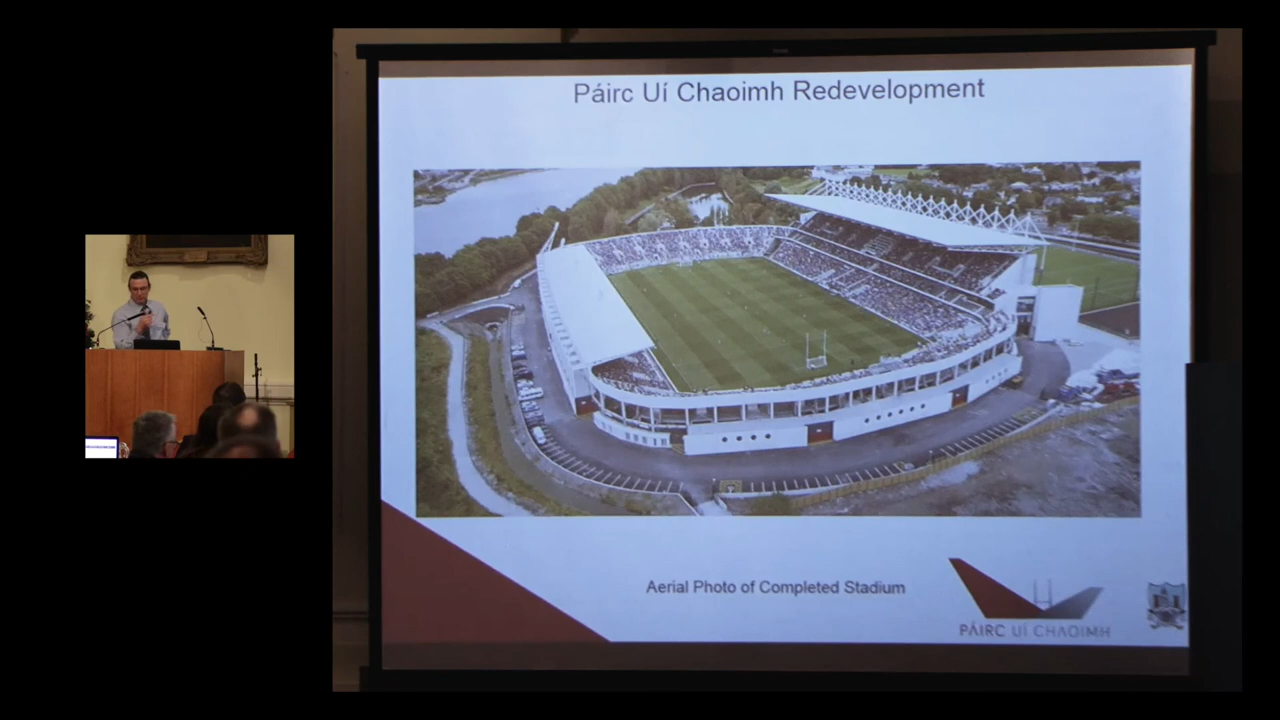 Páirc Uí Chaoimh Redevelopment
Aerial Photo of Completed Stadium
PÁIRC UÍ CHAOIMH